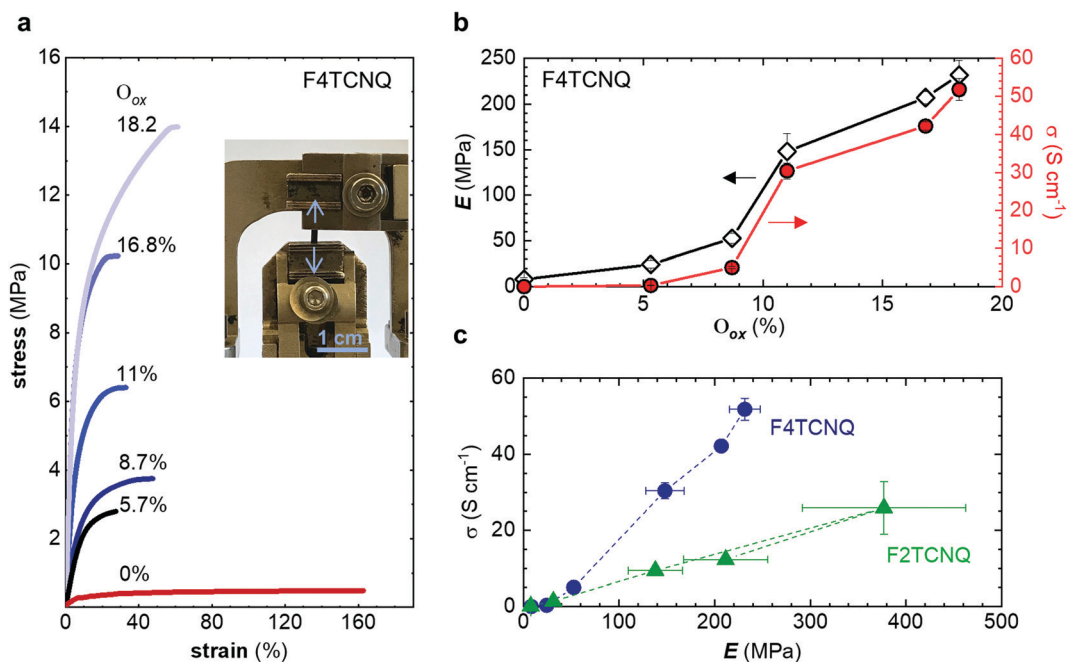 a
F4TCNQ
O_ox
18.2
16.8%
11%
8.7%
5.7%
0%
16
14
12
10
8
6
4
2
0
40
80
120
160
stress (MPa)
strain (%)
1 cm
b
F4TCNQ
250
200
150
100
50
0
E (MPa)
60
50
40
30
20
10
0
σ (S cm⁻¹)
0
5
10
15
20
O_ox (%)
c
60
40
20
0
σ (S cm⁻¹)
F4TCNQ
F2TCNQ
0
100
200
300
400
500
E (MPa)